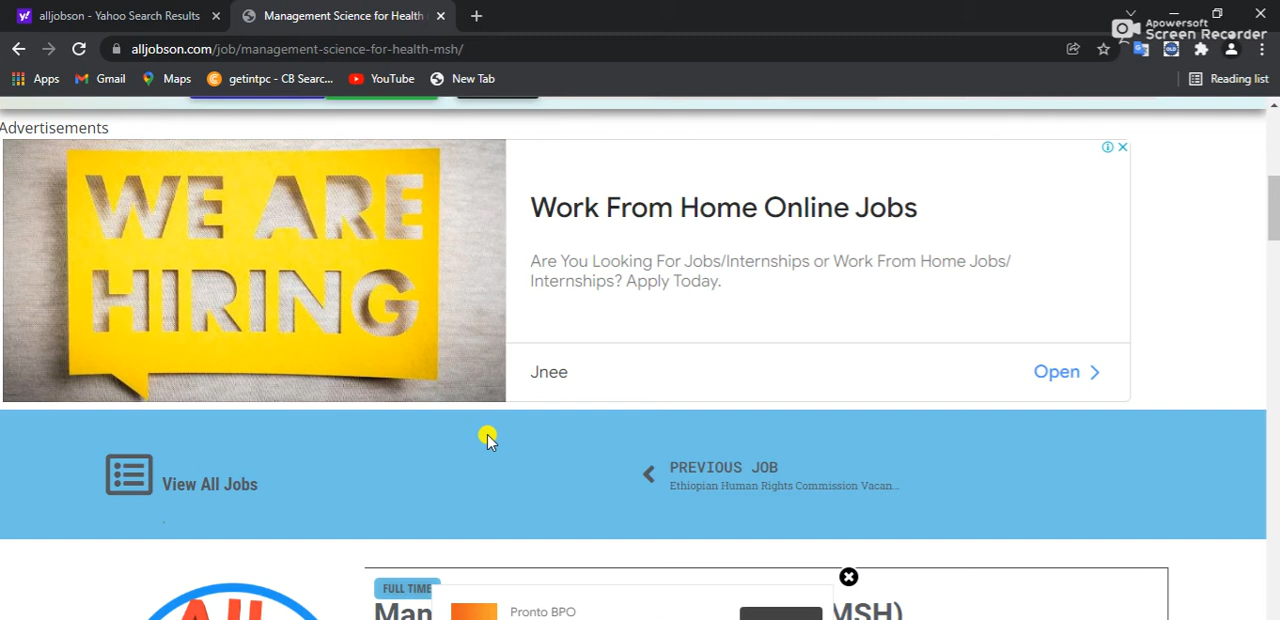 alljobson - Yahoo Search Results
Management Science for Health
Apowersoft
Screen Recorder
alljobson.com/job/management-science-for-health-msh/
Apps
Gmail
Maps
getintpc - CB Searc...
YouTube
New Tab
Reading list
Advertisements
WE ARE
HIRING
Work From Home Online Jobs
Are You Looking For Jobs/Internships or Work From Home Jobs/
Internships? Apply Today.
Jnee
Open
View All Jobs
PREVIOUS JOB
Ethiopian Human Rights Commission Vacan...
FULL TIME
Man
MSH)
Pronto BPO
All